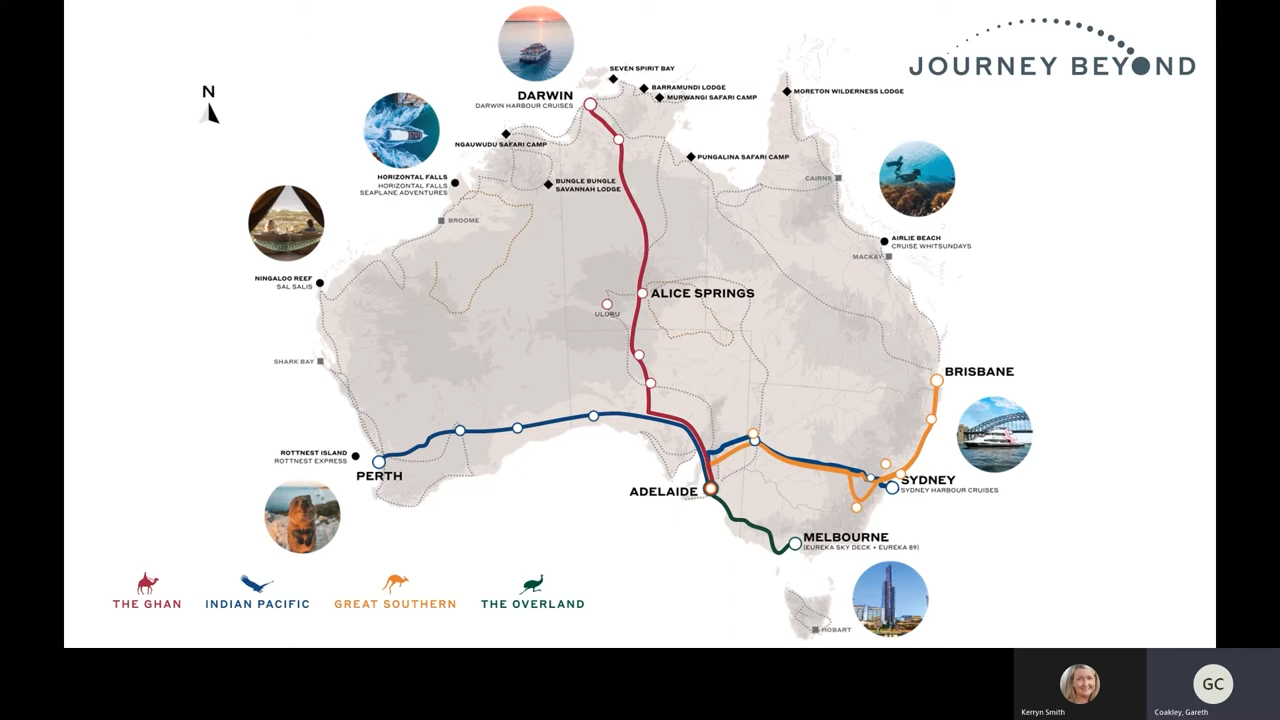 JOURNEY BEYOND
N
SEVEN SPIRIT BAY
BARRAMUNDI LODGE
MURWANGI SAFARI CAMP
MORETON WILDERNESS LODGE
DARWIN
DARWIN HARBOUR CRUISES
NGAUWUDU SAFARI CAMP
PUNGALINA SAFARI CAMP
HORIZONTAL FALLS
HORIZONTAL FALLS
SEAPLANE ADVENTURES
BUNGLE BUNGLE
SAVANNAH LODGE
CAIRNS
BROOME
AIRLIE BEACH
CRUISE WHITSUNDAYS
MACKAY
NINGALOO REEF
SAL SALIS
ALICE SPRINGS
ULURU
SHARK BAY
BRISBANE
ROTTNEST ISLAND
ROTTNEST EXPRESS
PERTH
ADELAIDE
SYDNEY
SYDNEY HARBOUR CRUISES
MELBOURNE
(EUREKA SKY DECK + EUREKA 89)
THE GHAN
INDIAN PACIFIC
GREAT SOUTHERN
THE OVERLAND
HOBART
GC
Kerryn Smith
Coakley, Gareth